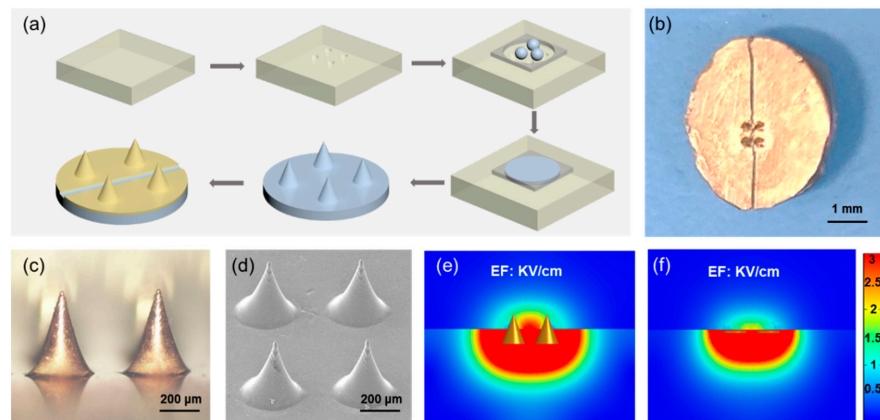 (a)
(b)
1 mm
(c)
200 µm
(d)
200 µm
(e)
EF: KV/cm
(f)
EF: KV/cm
3
2.5
2
1.5
1
0.5